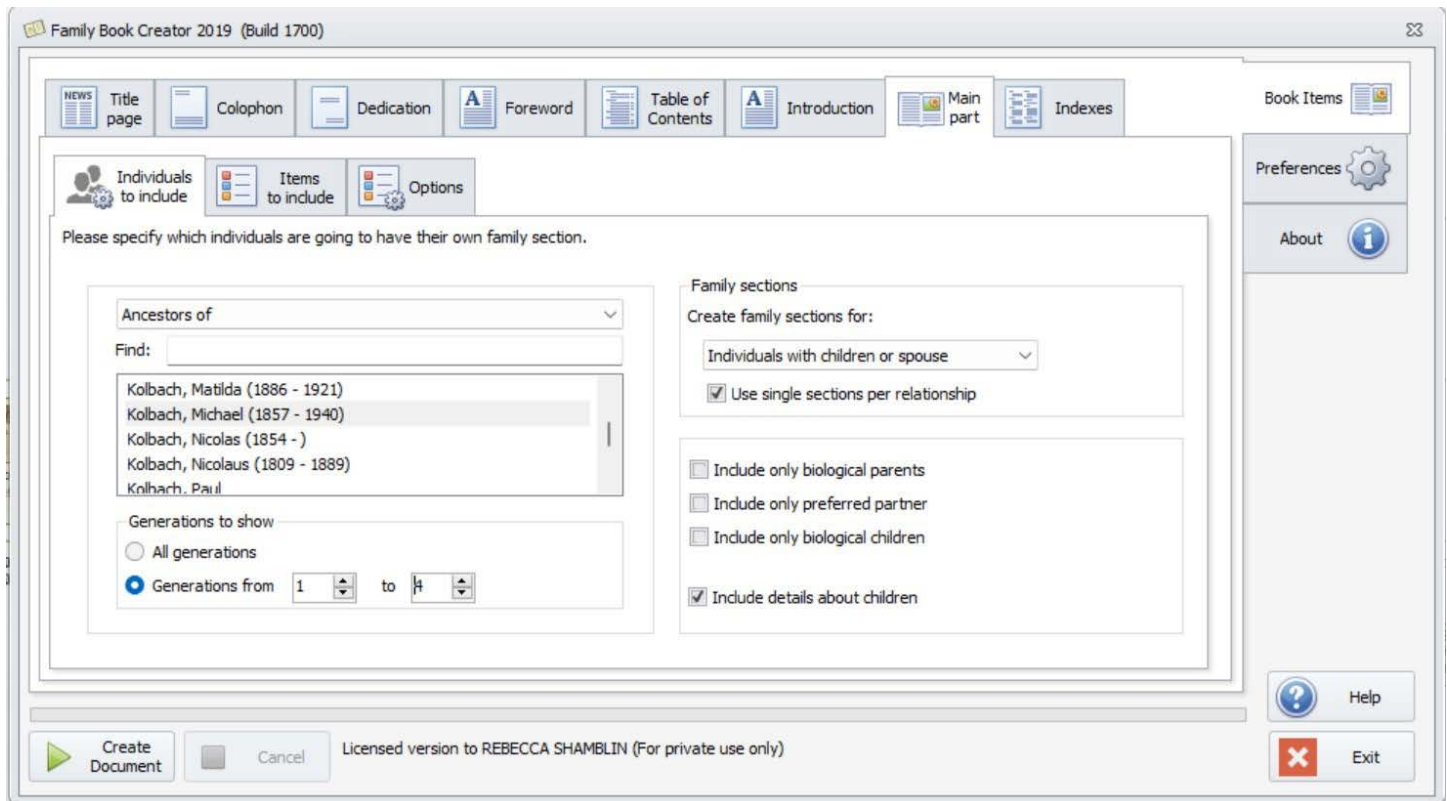 Family Book Creator 2019 (Build 1700)
NEWS Title page
Colophon
Dedication
A Foreword
Table of Contents
A Introduction
Main part
Indexes
Book Items
Preferences
About
Individuals to include
Items to include
Options
Please specify which individuals are going to have their own family section.
Ancestors of
Find:
Kolbach, Matilda (1886 - 1921)
Kolbach, Michael (1857 - 1940)
Kolbach, Nicolas (1854 - )
Kolbach, Nicolaus (1809 - 1889)
Kolbach, Paul
Generations to show
All generations
Generations from 1 to 4
Family sections
Create family sections for:
Individuals with children or spouse
Use single sections per relationship
Include only biological parents
Include only preferred partner
Include only biological children
Include details about children
Help
Create Document
Cancel
Licensed version to REBECCA SHAMBLIN (For private use only)
Exit